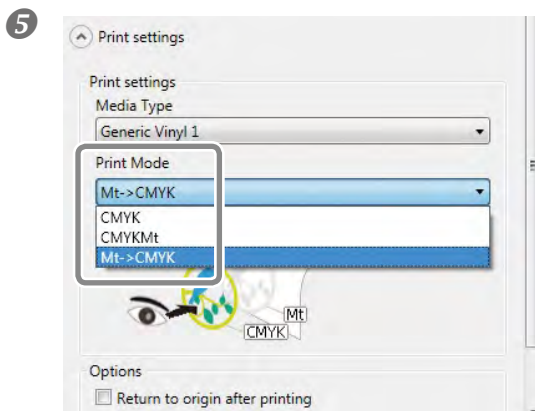 5
Print settings
Print settings
Media Type
Generic Vinyl 1
Print Mode
Mt->CMYK
CMYK
CMYKMt
Mt->CMYK
Mt
CMYK
Options
Return to origin after printing